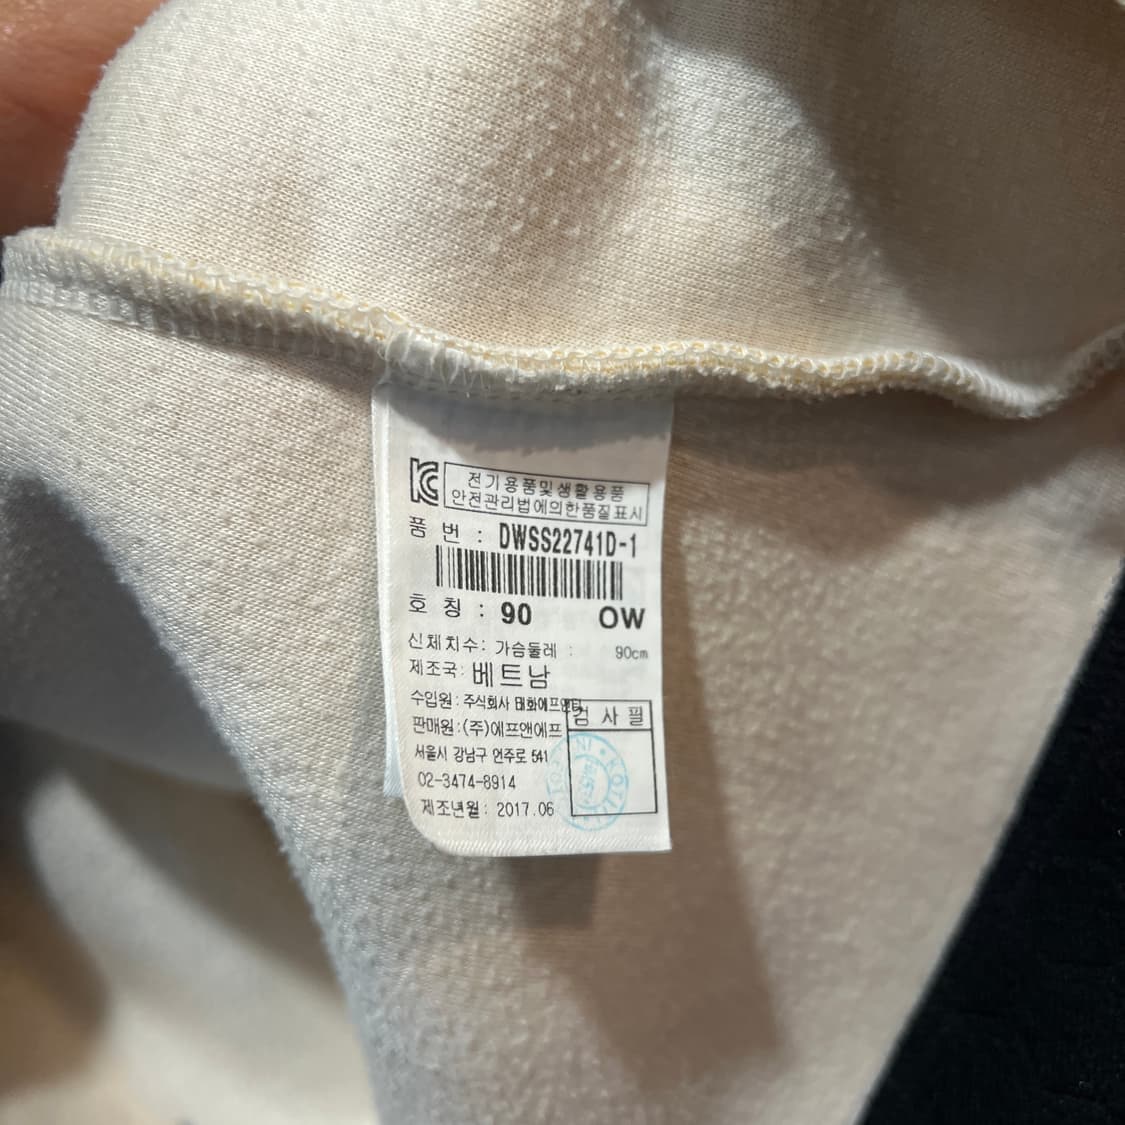 KC 전기용품및생활용품
안전관리법에의한품질표시
품 번 : DWSS22741D-1
호 칭 : 90 OW
신체치수: 가슴둘레 : 90cm
제조국: 베트남
수입원: 주식회사 태화에프앤티
검 사 필
판매원:(주)에프앤에프
서울시 강남구 언주로 541
02-3474-8914
제조년월: 2017.06
KOTITI